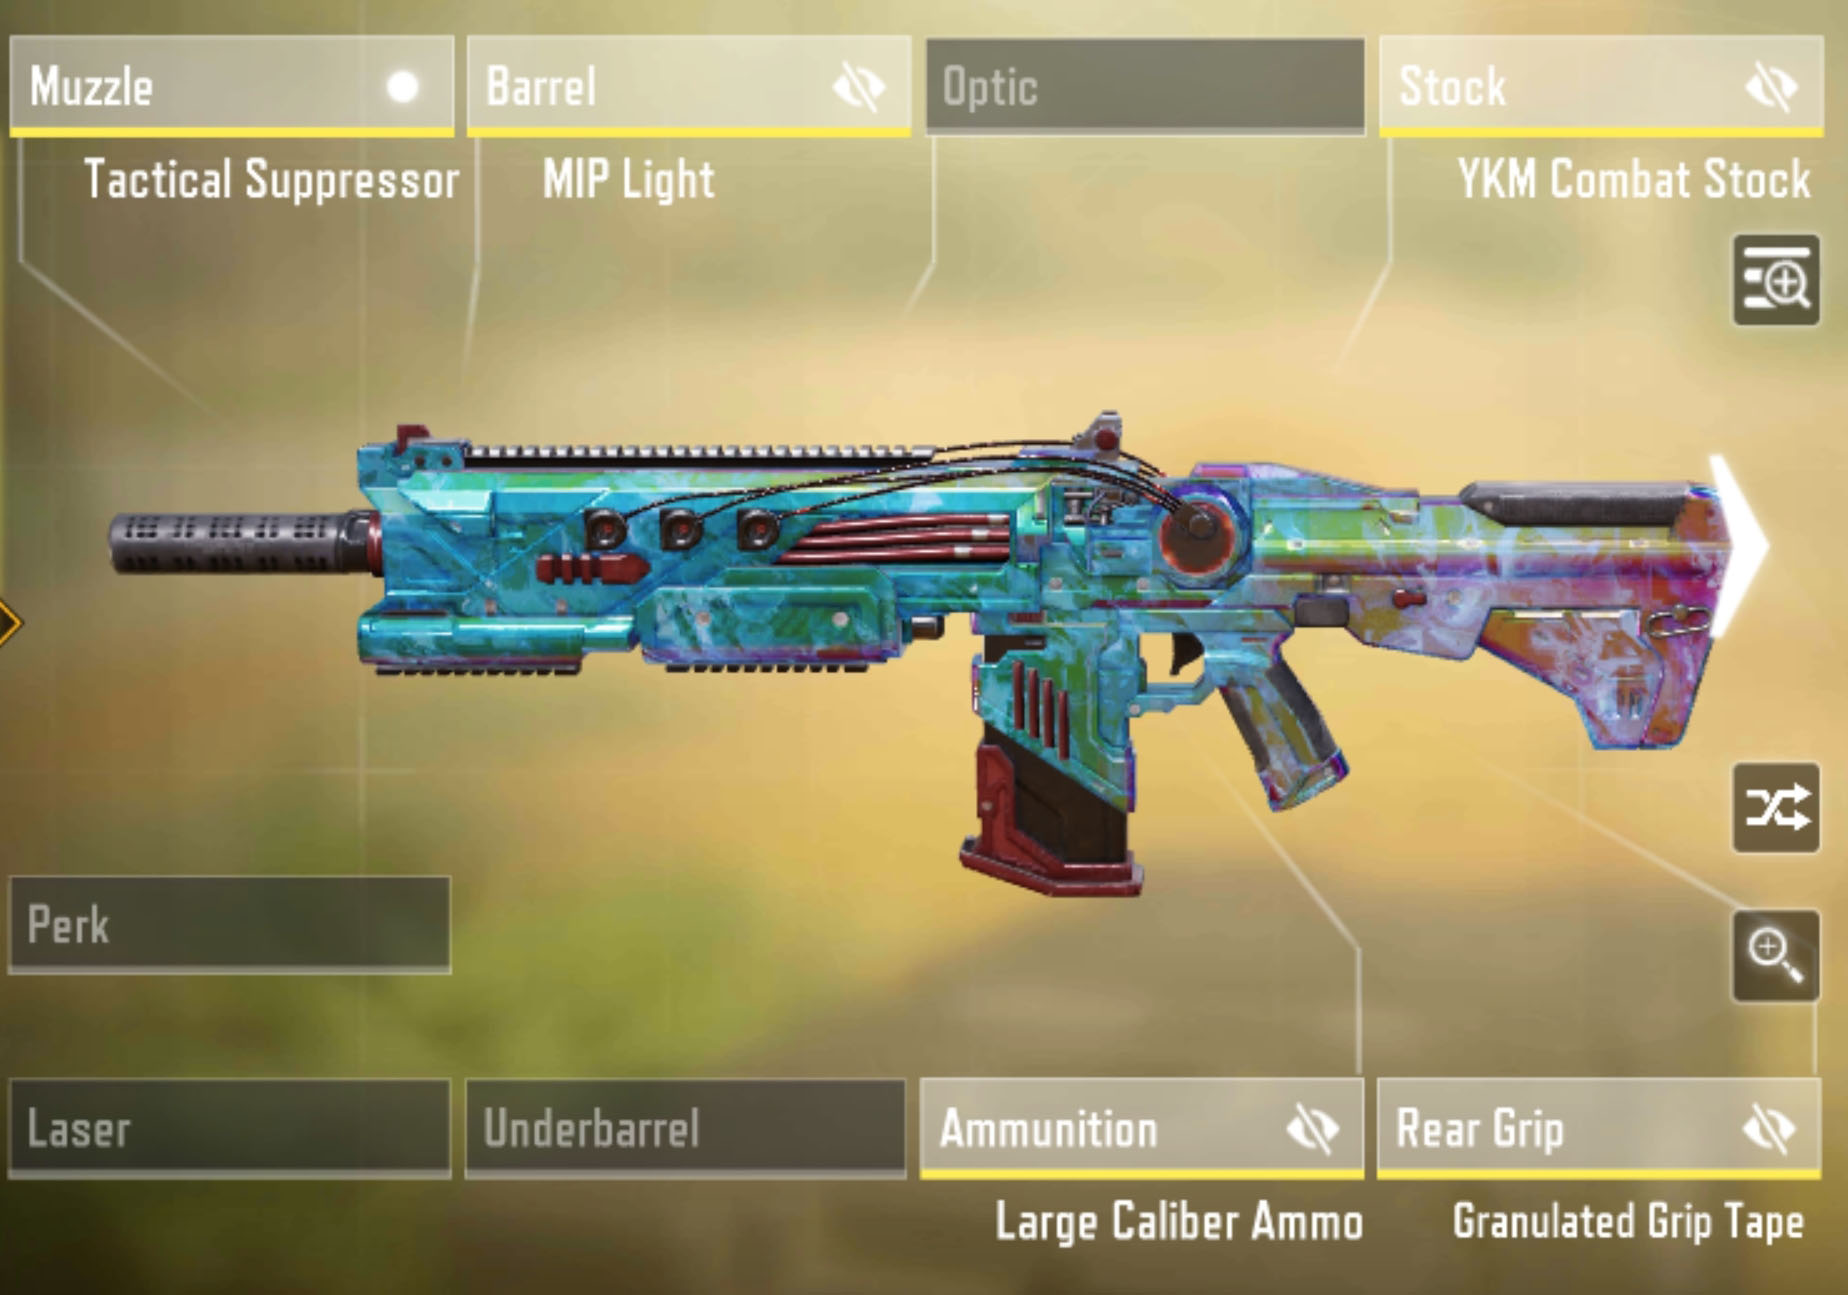 Muzzle
Barrel
Optic
Stock
Tactical Suppressor
MIP Light
YKM Combat Stock
Perk
Laser
Underbarrel
Ammunition
Rear Grip
Large Caliber Ammo
Granulated Grip Tape